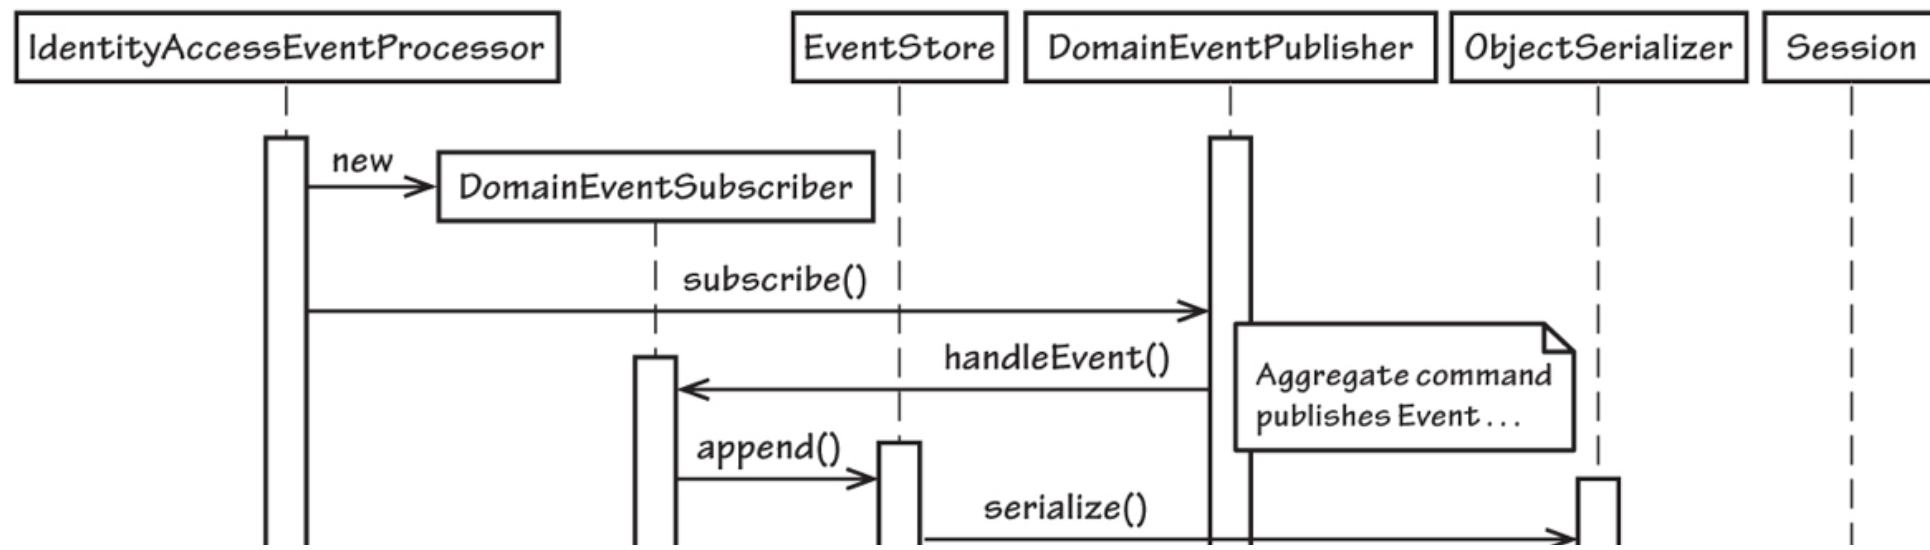 IdentityAccessEventProcessor
EventStore
DomainEventPublisher
ObjectSerializer
Session
new
DomainEventSubscriber
subscribe()
handleEvent()
Aggregate command
publishes Event . . .
append()
serialize()